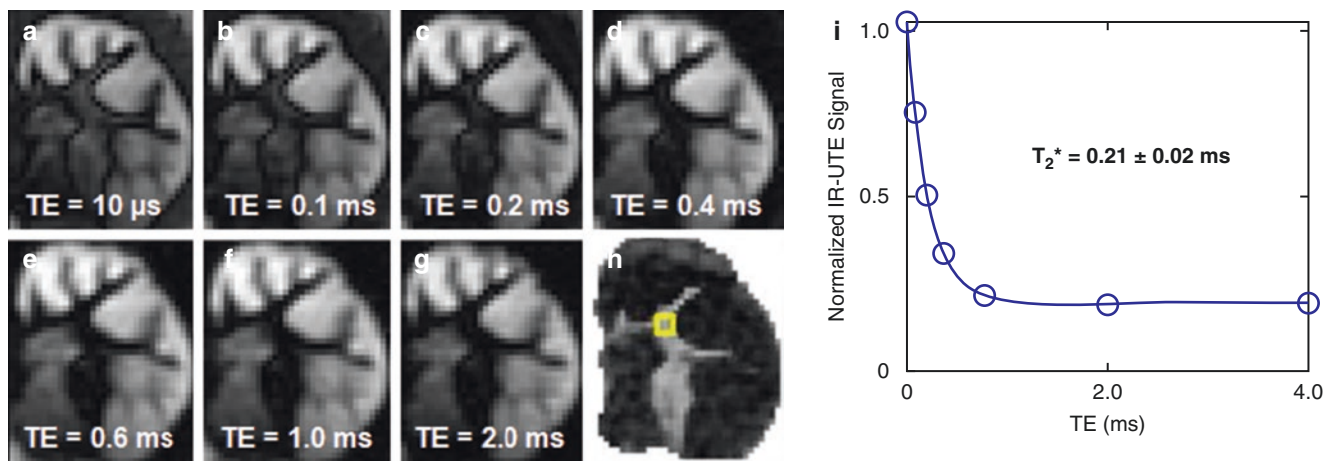 a
b
c
d
TE = 10 μs
TE = 0.1 ms
TE = 0.2 ms
TE = 0.4 ms
e
f
g
h
TE = 0.6 ms
TE = 1.0 ms
TE = 2.0 ms
i
1.0
0.5
0
Normalized IR-UTE Signal
T₂* = 0.21 ± 0.02 ms
0
2.0
4.0
TE (ms)